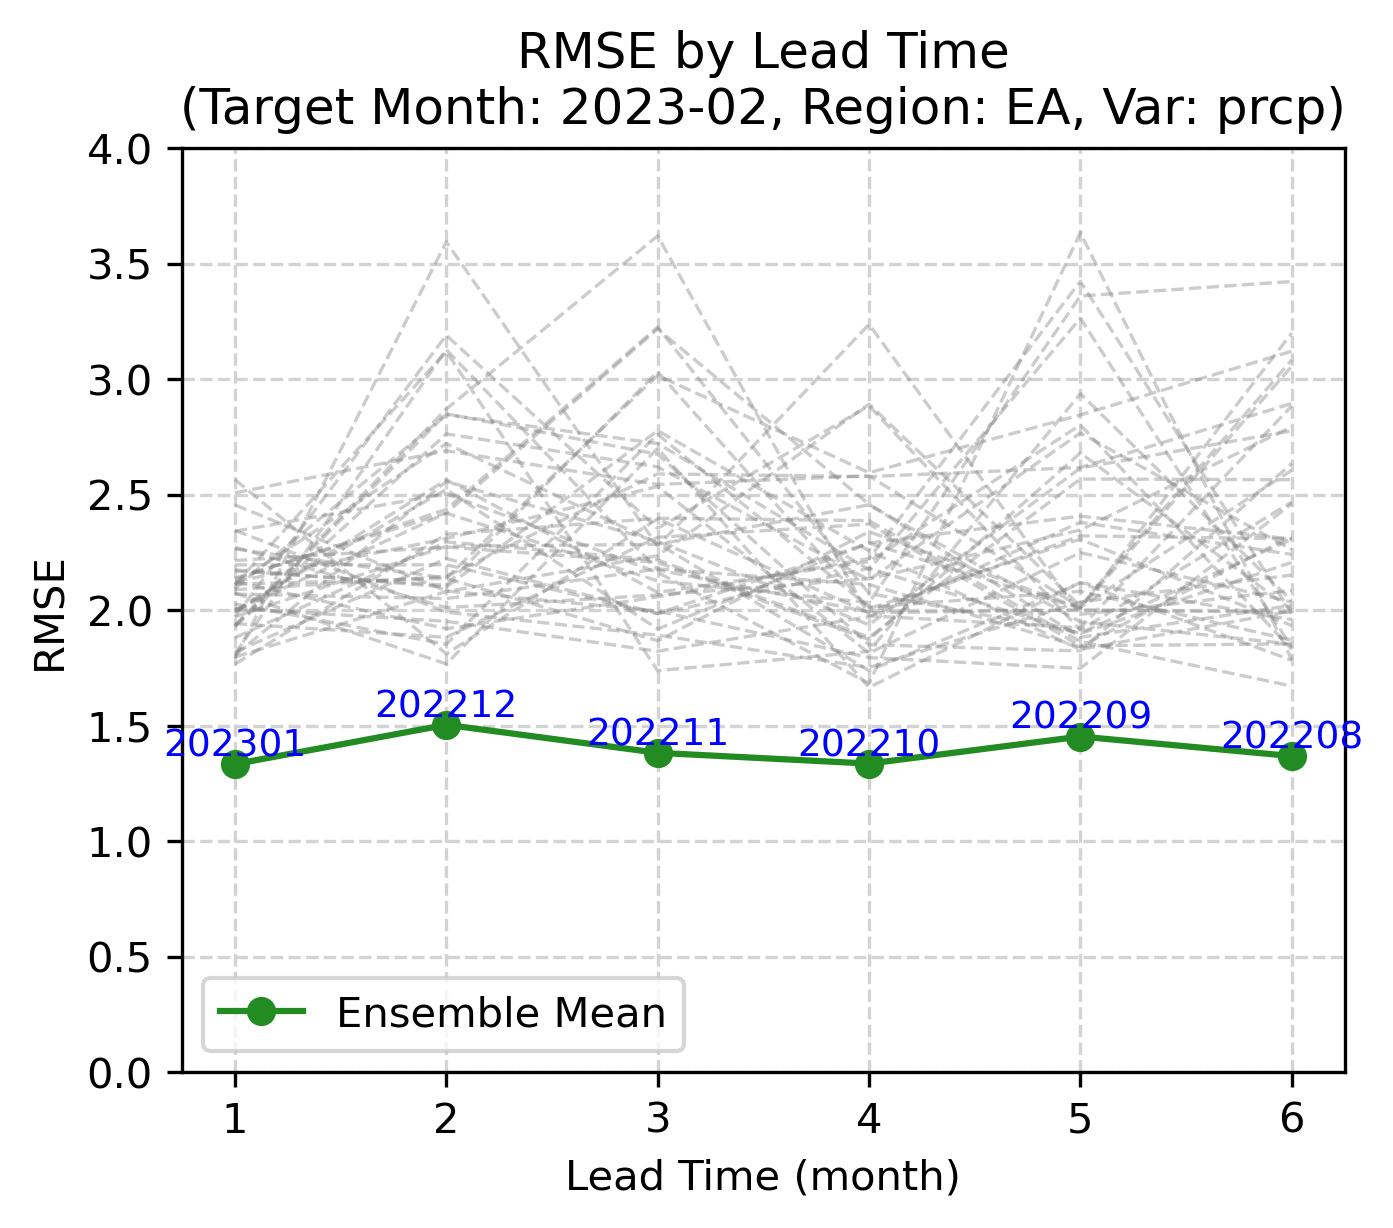 RMSE by Lead Time
(Target Month: 2023-02, Region: EA, Var: prcp)
RMSE
4.0
3.5
3.0
2.5
2.0
1.5
1.0
0.5
0.0
202301
202212
202211
202210
202209
202208
Ensemble Mean
1 2 3 4 5 6
Lead Time (month)